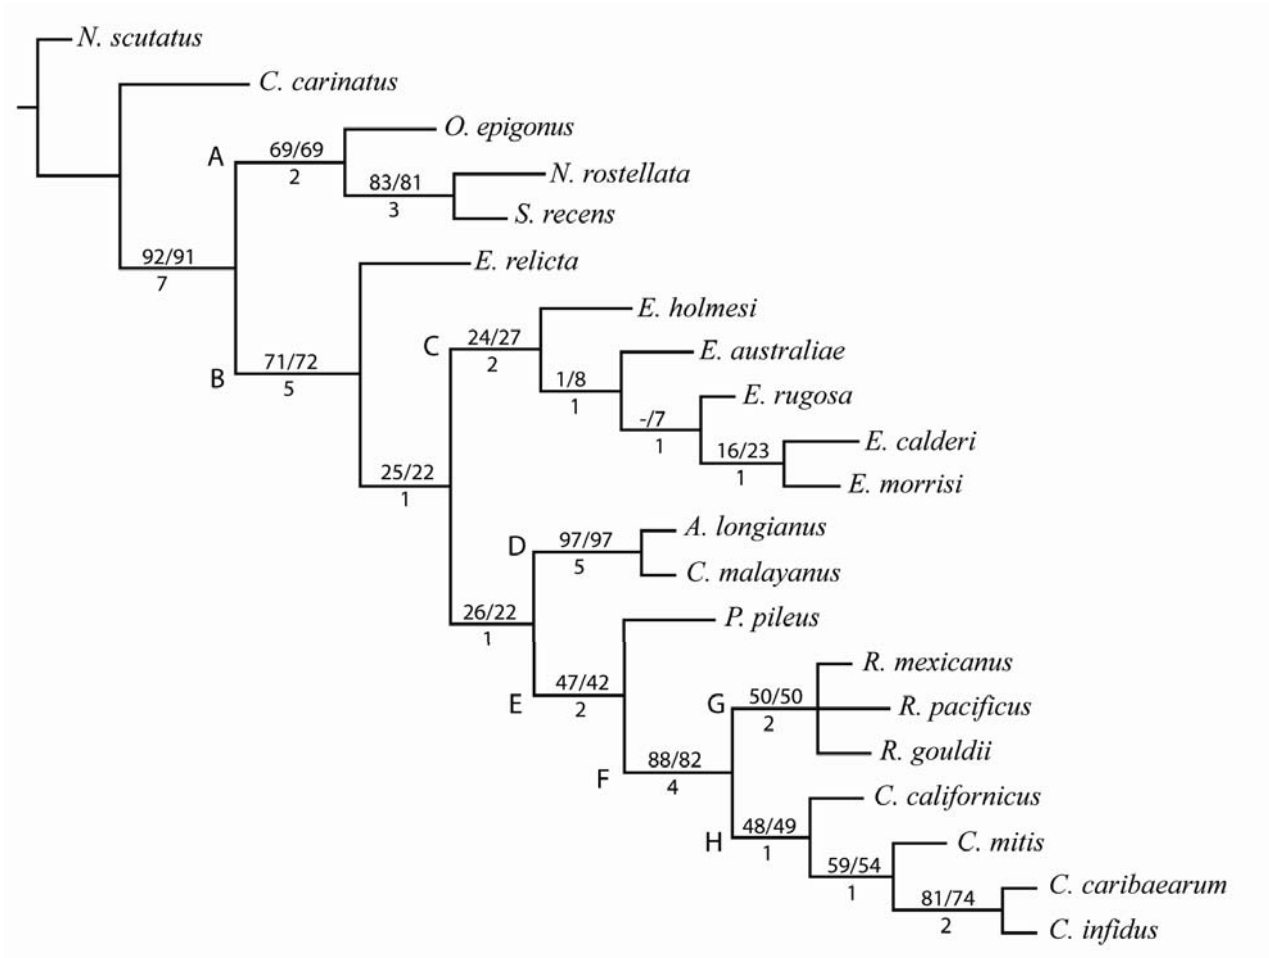 N. scutatus
C. carinatus
O. epigonus
A 69/69
2
N. rostellata
83/81
3
S. recens
92/91
7
E. relicta
E. holmesi
C 24/27
2
E. australiae
B 71/72
5
1/8
1
E. rugosa
-/7
1
E. calderi
16/23
1
25/22
1
E. morrisi
A. longianus
D 97/97
5
C. malayanus
26/22
1
P. pileus
R. mexicanus
E 47/42
2
G 50/50
2
R. pacificus
R. gouldii
F 88/82
4
C. californicus
H 48/49
1
C. mitis
59/54
1
C. caribaearum
81/74
2
C. infidus